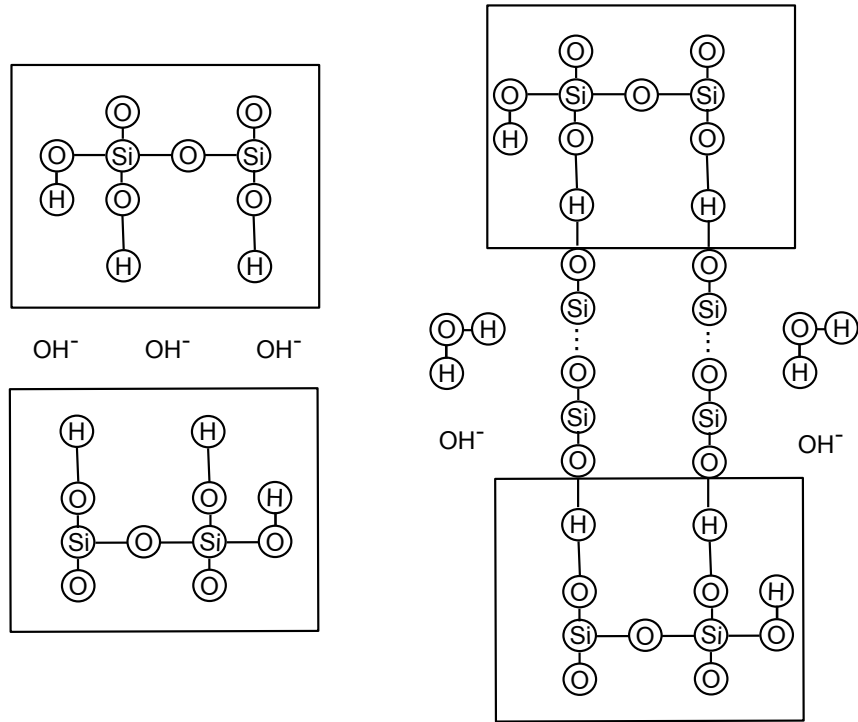 O O
O Si O Si
H O O
H H
OH⁻ OH⁻ OH⁻
H H
O O H
Si O Si O
O O
O O
O Si O Si
H O O
H H
O O
Si Si
O H O H
H O O H
Si Si
OH⁻ OH⁻
O O
H H
O O H
Si O Si O
O O